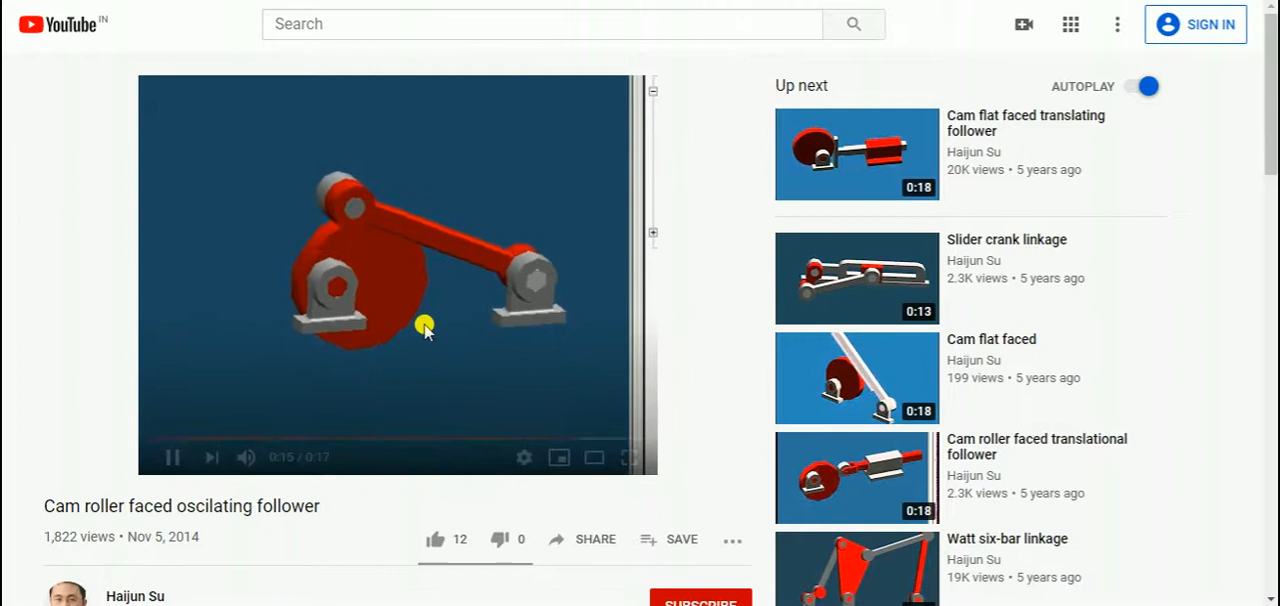 YouTube IN
Search
SIGN IN
Up next
AUTOPLAY
Cam flat faced translating
follower
Haijun Su
20K views • 5 years ago
0:18
Slider crank linkage
Haijun Su
2.3K views • 5 years ago
0:13
Cam flat faced
Haijun Su
199 views • 5 years ago
0:18
Cam roller faced translational
follower
Haijun Su
2.3K views • 5 years ago
0:18
Watt six-bar linkage
Haijun Su
19K views • 5 years ago
0:15 / 0:17
Cam roller faced oscilating follower
1,822 views • Nov 5, 2014
12
0
SHARE
SAVE
Haijun Su
SUBSCRIBE